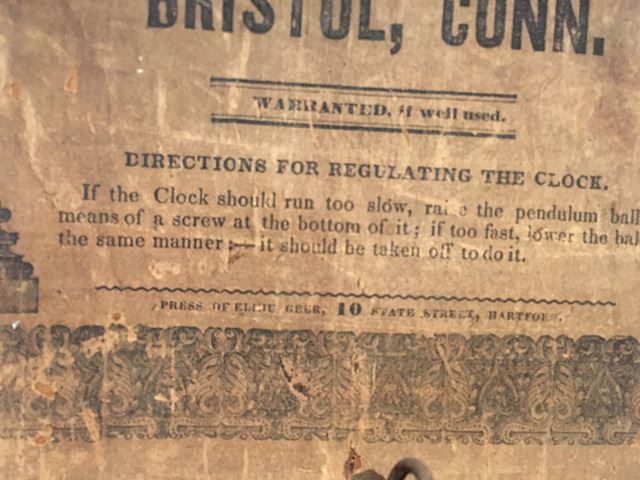 BRISTOL, CONN.
WARRANTED, if well used.
DIRECTIONS FOR REGULATING THE CLOCK.
If the Clock should run too slow, raise the pendulum ball
means of a screw at the bottom of it; if too fast, lower the bal
the same manner;—it should be taken off to do it.
PRESS OF ELIHU GEER, 10 STATE STREET, HARTFORD.